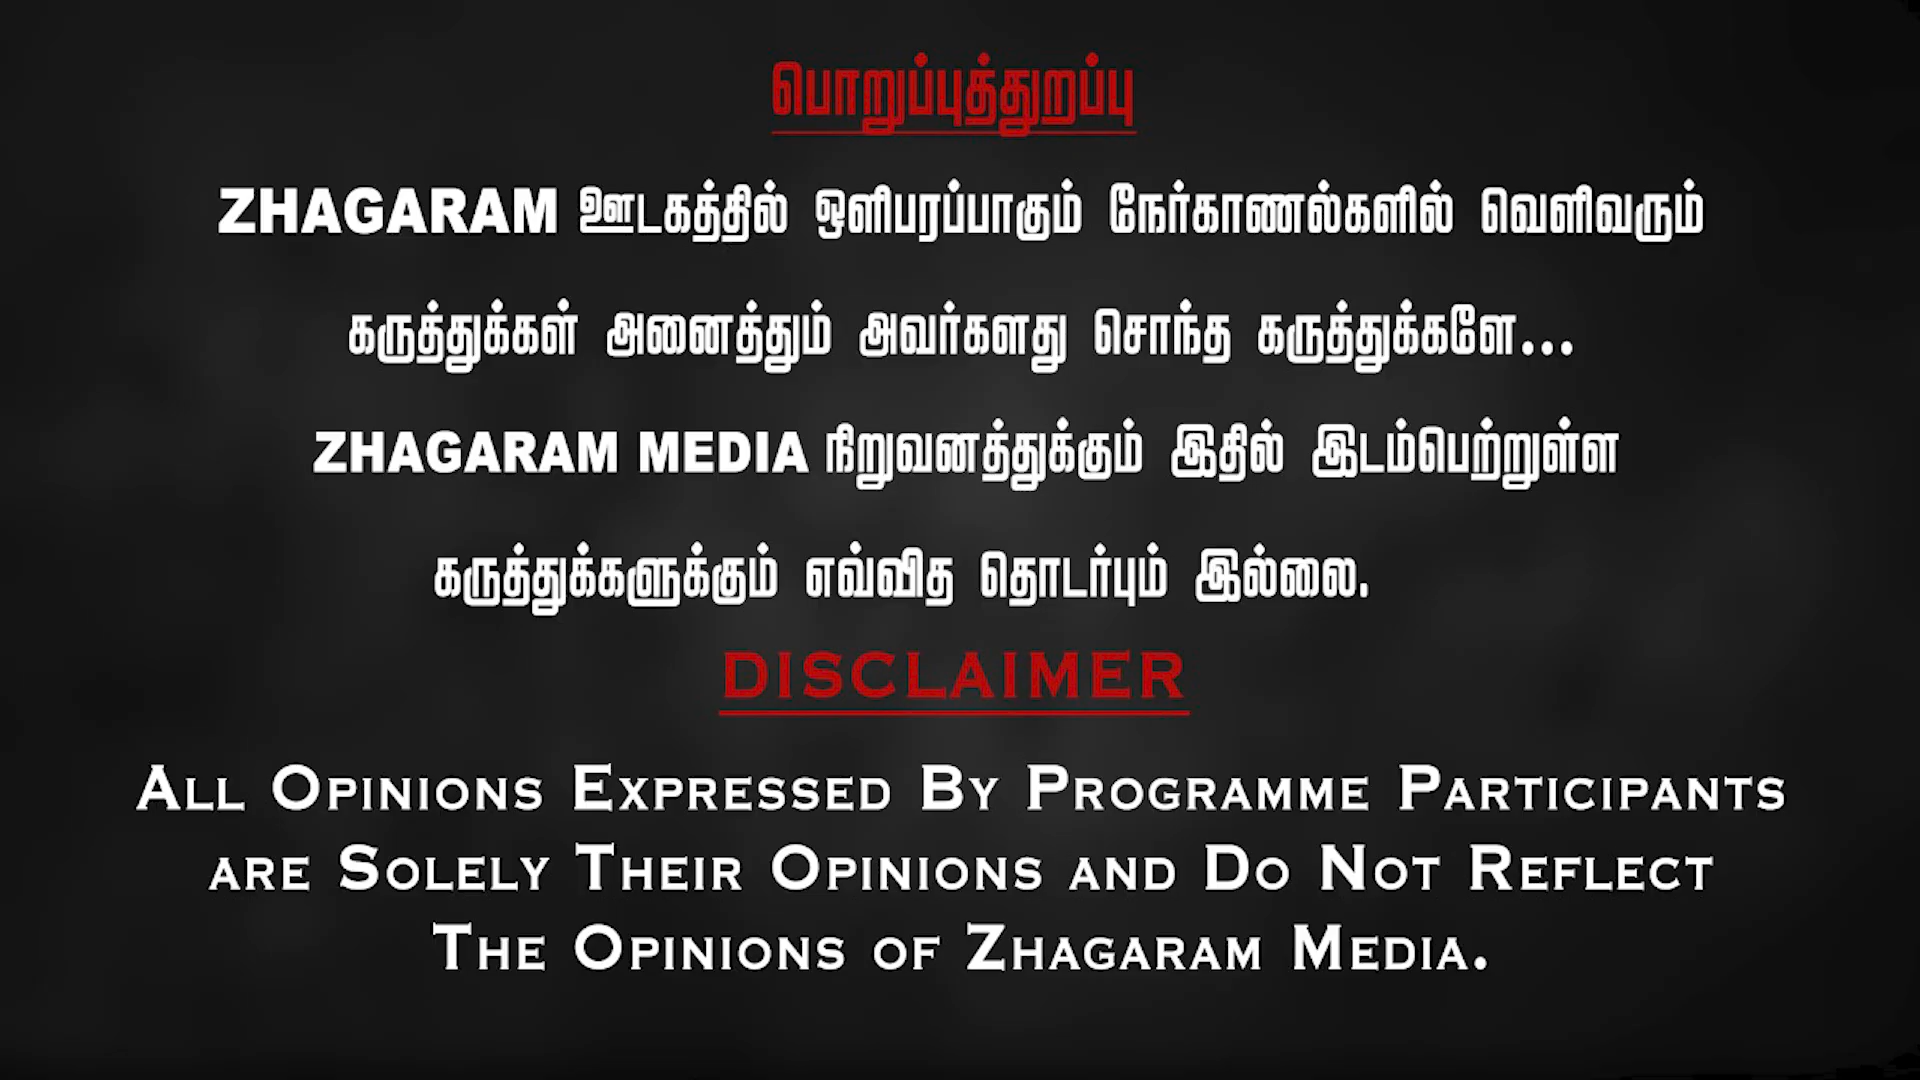 பொறுப்புத்துறப்பு
ZHAGARAM ஊடகத்தில் ஒளிபரப்பாகும் நேர்காணல்களில் வெளிவரும்
கருத்துக்கள் அனைத்தும் அவர்களது சொந்த கருத்துக்களே...
ZHAGARAM MEDIA நிறுவனத்துக்கும் இதில் இடம்பெற்றுள்ள
கருத்துக்களுக்கும் எவ்வித தொடர்பும் இல்லை.
DISCLAIMER
ALL OPINIONS EXPRESSED BY PROGRAMME PARTICIPANTS
ARE SOLELY THEIR OPINIONS AND DO NOT REFLECT
THE OPINIONS OF ZHAGARAM MEDIA.